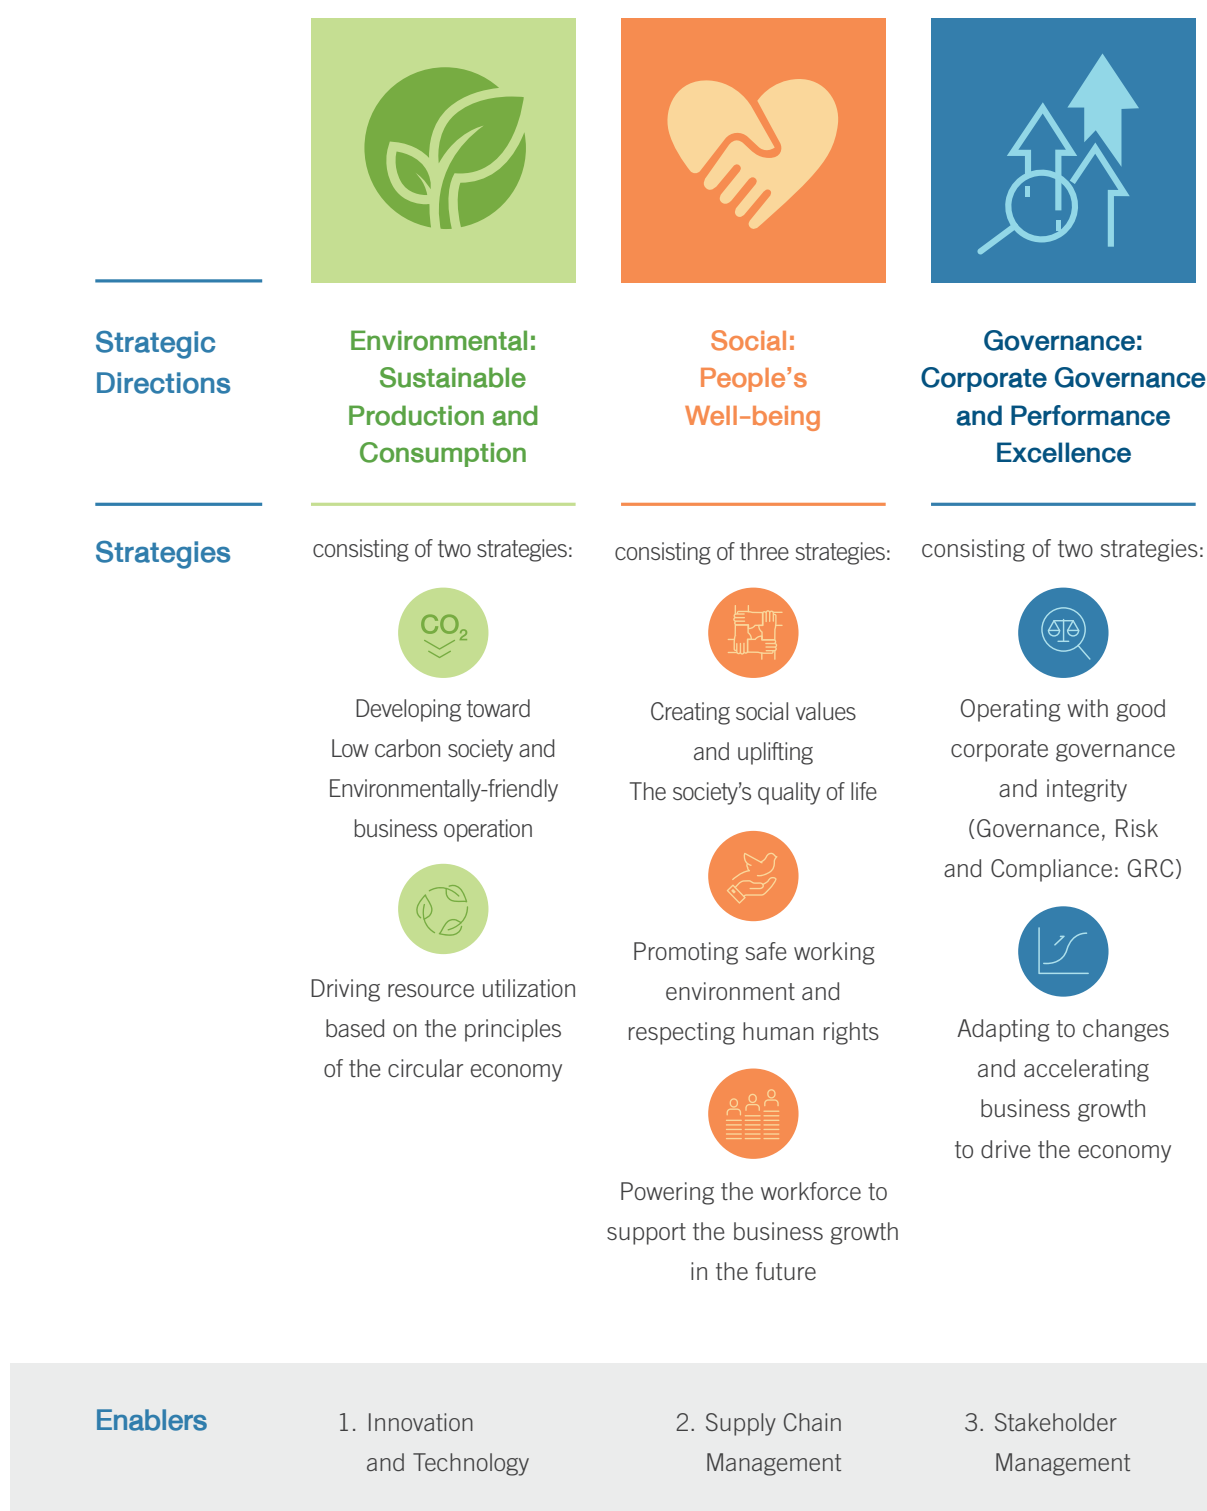 Strategic
Directions
Environmental:
Sustainable
Production and
Consumption
Social:
People's
Well-being
Governance:
Corporate Governance
and Performance
Excellence
Strategies
consisting of two strategies:
CO₂
Developing toward
Low carbon society and
Environmentally-friendly
business operation
Driving resource utilization
based on the principles
of the circular economy
consisting of three strategies:
Creating social values
and uplifting
The society's quality of life
Promoting safe working
environment and
respecting human rights
Powering the workforce to
support the business growth
in the future
consisting of two strategies:
Operating with good
corporate governance
and integrity
(Governance, Risk
and Compliance: GRC)
Adapting to changes
and accelerating
business growth
to drive the economy
Enablers
1. Innovation
and Technology
2. Supply Chain
Management
3. Stakeholder
Management